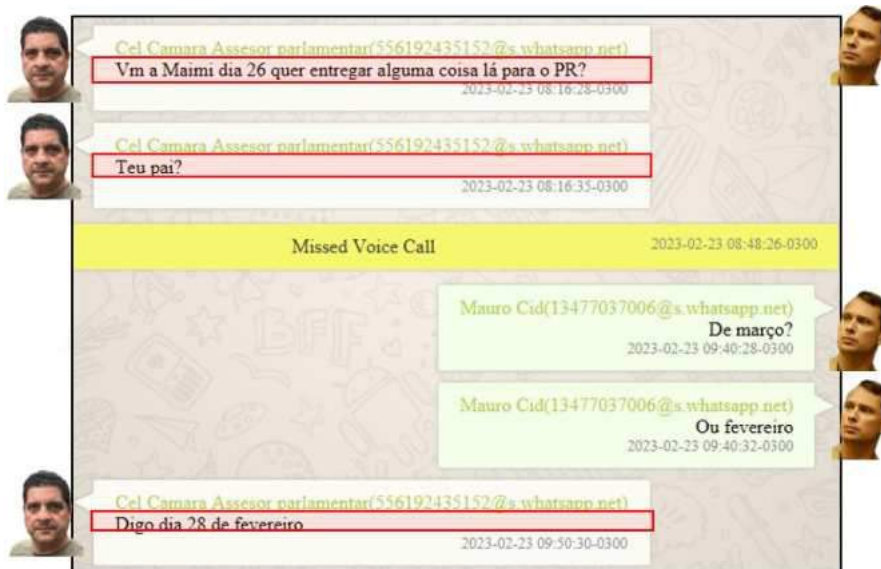 Cel Camara Assesor parlamentar(556192435152@s.whatsapp.net)
Vm a Maimi dia 26 quer entregar alguma coisa lá para o PR?
2023-02-23 08:16:28-0300
Cel Camara Assesor parlamentar(556192435152@s.whatsapp.net)
Teu pai?
2023-02-23 08:16:35-0300
Missed Voice Call 2023-02-23 08:48:26-0300
Mauro Cid(13477037006@s.whatsapp.net)
De março?
2023-02-23 09:40:28-0300
Mauro Cid(13477037006@s.whatsapp.net)
Ou fevereiro
2023-02-23 09:40:32-0300
Cel Camara Assesor parlamentar(556192435152@s.whatsapp.net)
Digo dia 28 de fevereiro
2023-02-23 09:50:30-0300